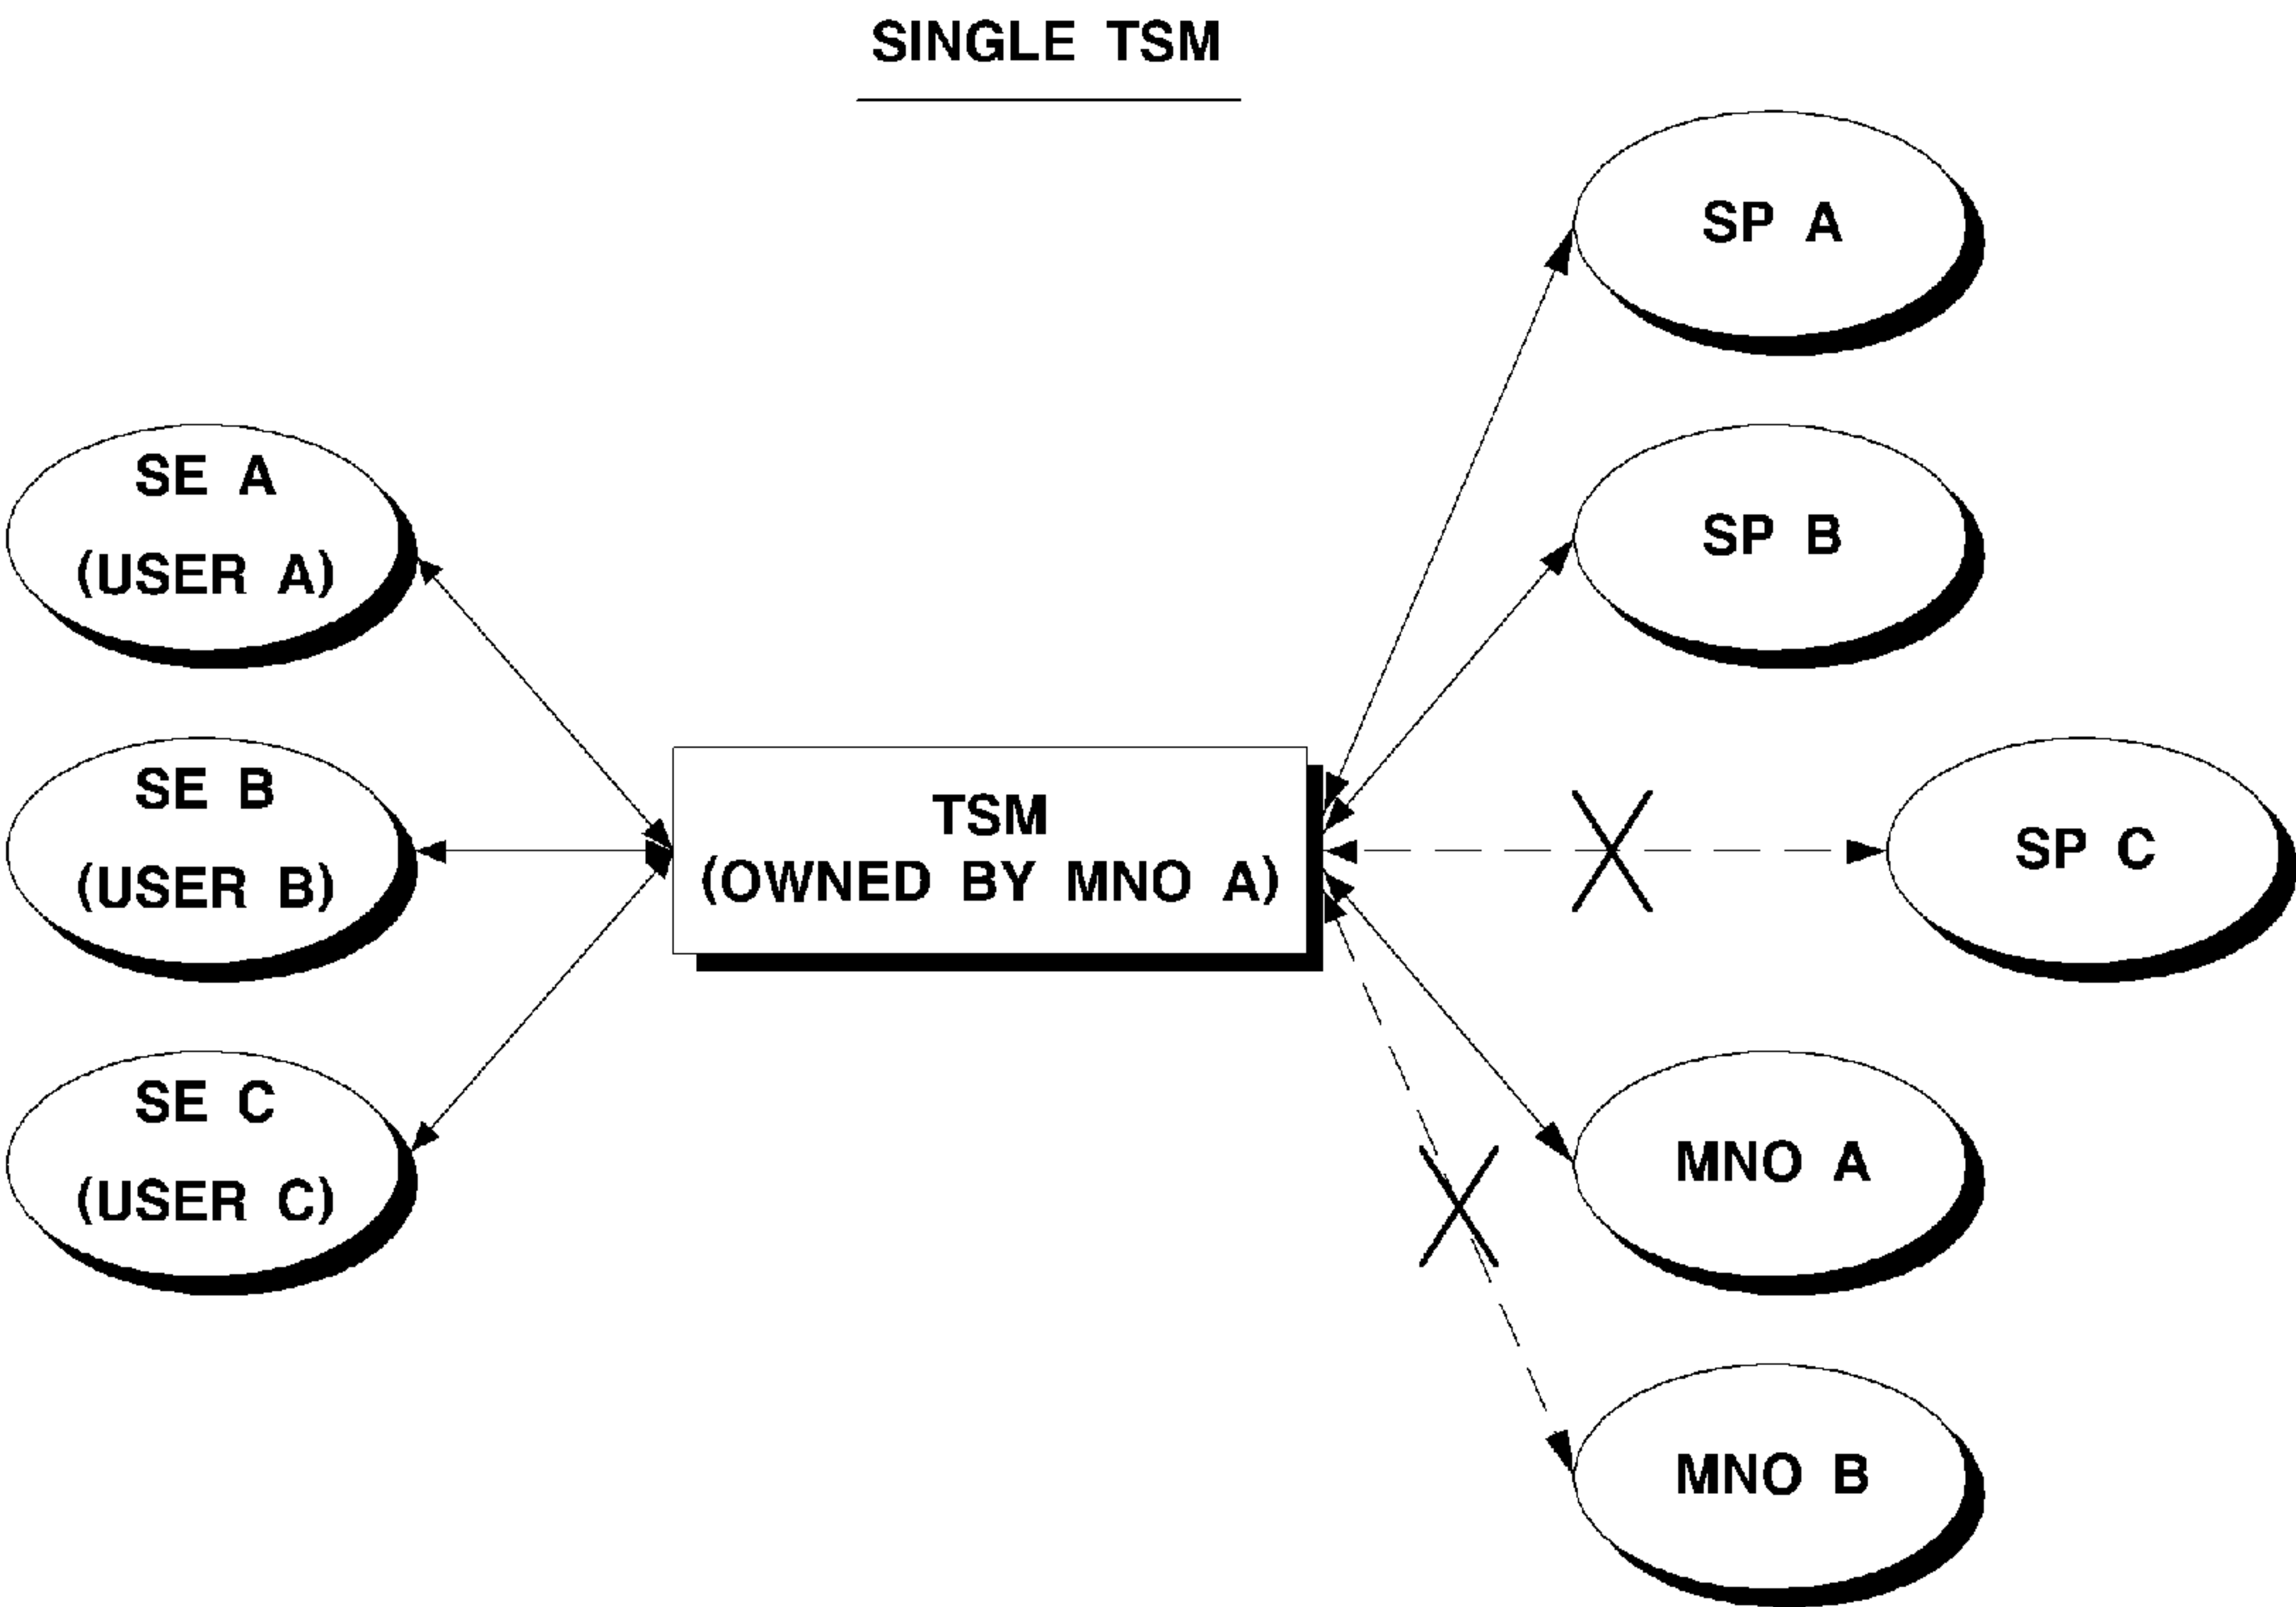 SINGLE TSM
SP A
SP B
SE A
(USER A)
SE B
(USER B)
SE C
(USER C)
TSM
(OWNED BY MNO A)
SP C
MNO A
MNO B